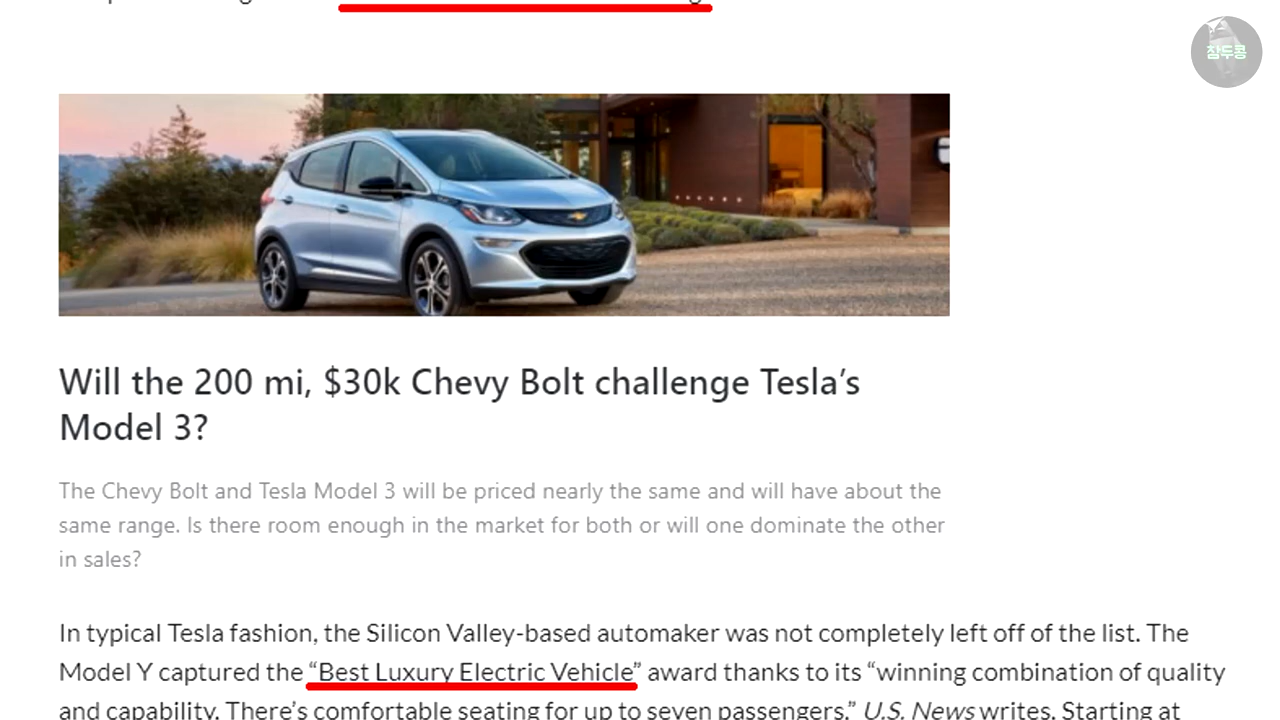 참두콩
Will the 200 mi, $30k Chevy Bolt challenge Tesla’s
Model 3?
The Chevy Bolt and Tesla Model 3 will be priced nearly the same and will have about the
same range. Is there room enough in the market for both or will one dominate the other
in sales?
In typical Tesla fashion, the Silicon Valley-based automaker was not completely left off of the list. The
Model Y captured the “Best Luxury Electric Vehicle” award thanks to its “winning combination of quality
and capability. There’s comfortable seating for up to seven passengers,” U.S. News writes. Starting at